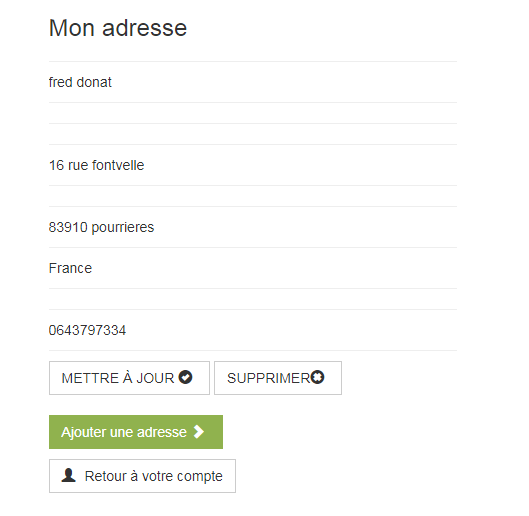 Mon adresse
fred donat
16 rue fontvelle
83910 pourrieres
France
0643797334
METTRE À JOUR
SUPPRIMER
Ajouter une adresse
Retour à votre compte